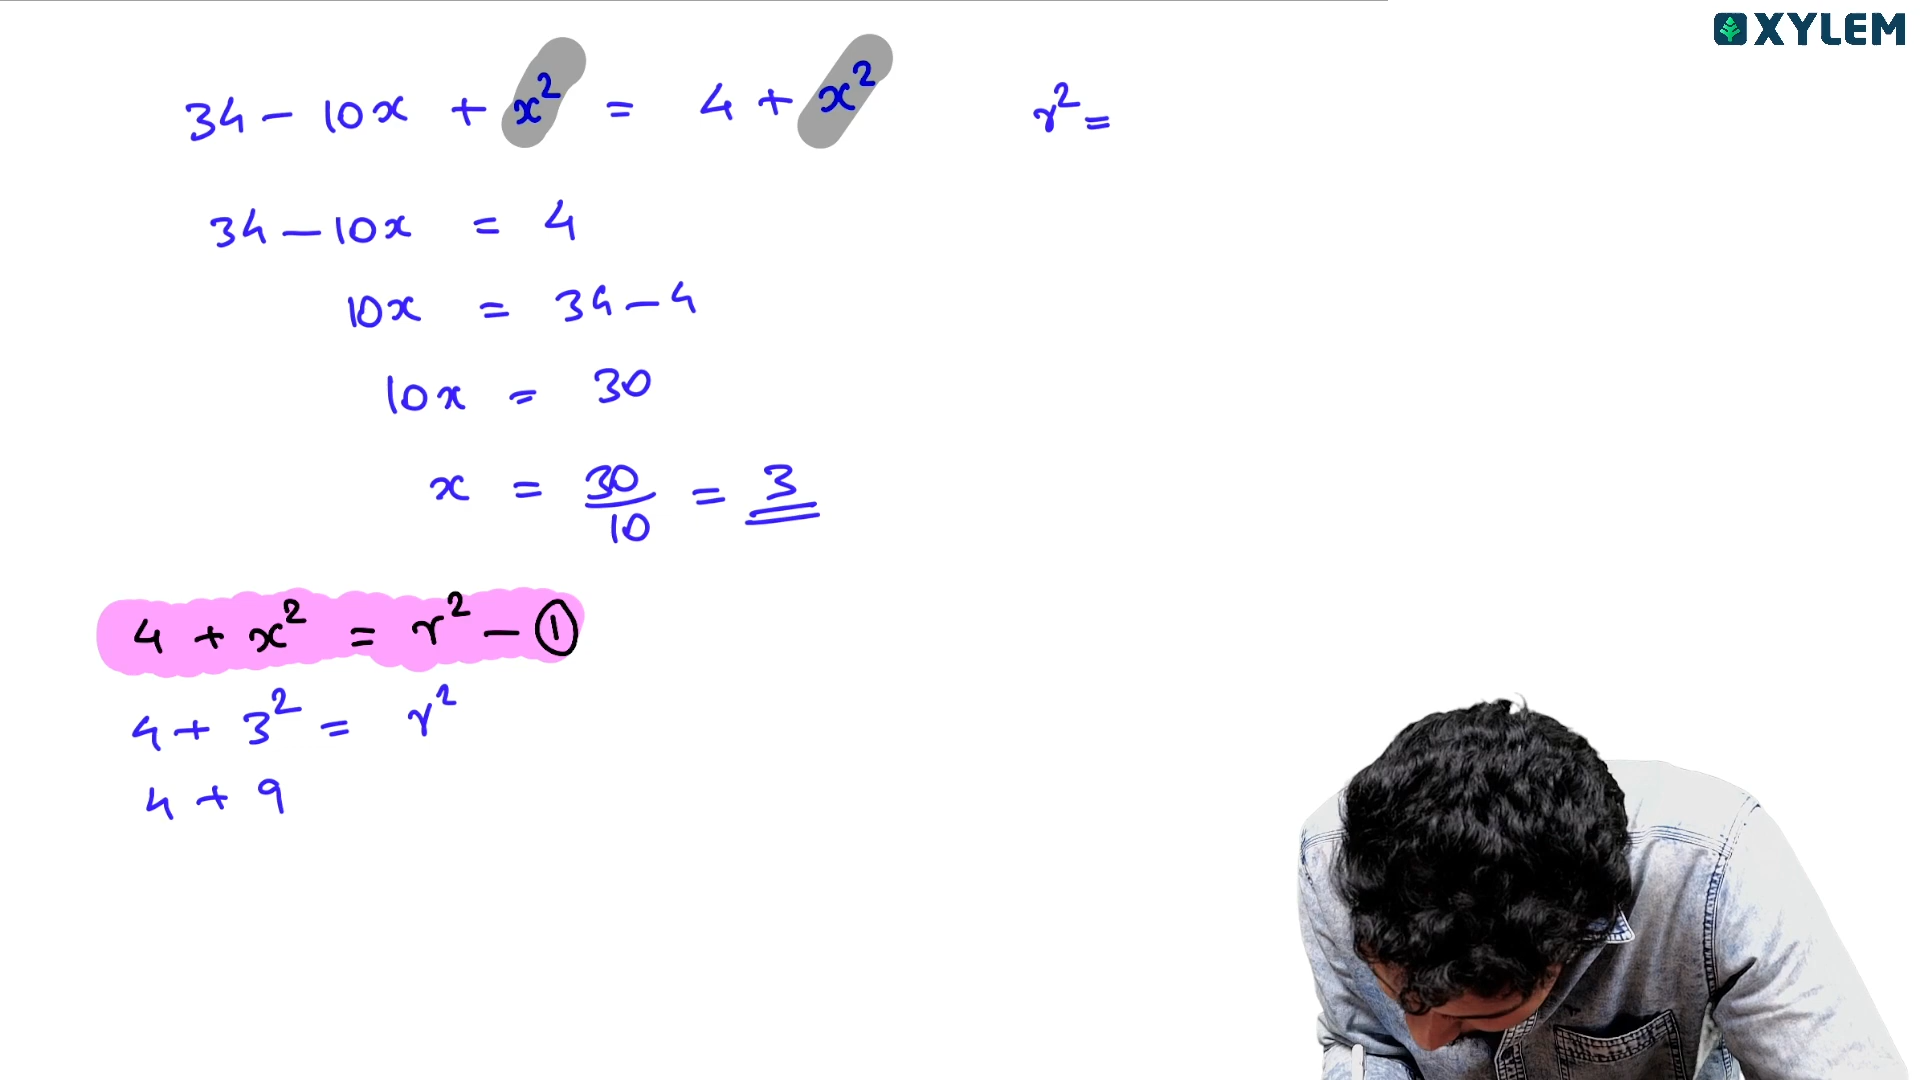 XYLEM
34 - 10x + x² = 4 + x²
r² =
34 - 10x = 4
10x = 34 - 4
10x = 30
x = 30/10 = 3
4 + x² = r² - ①
4 + 3² = r²
4 + 9